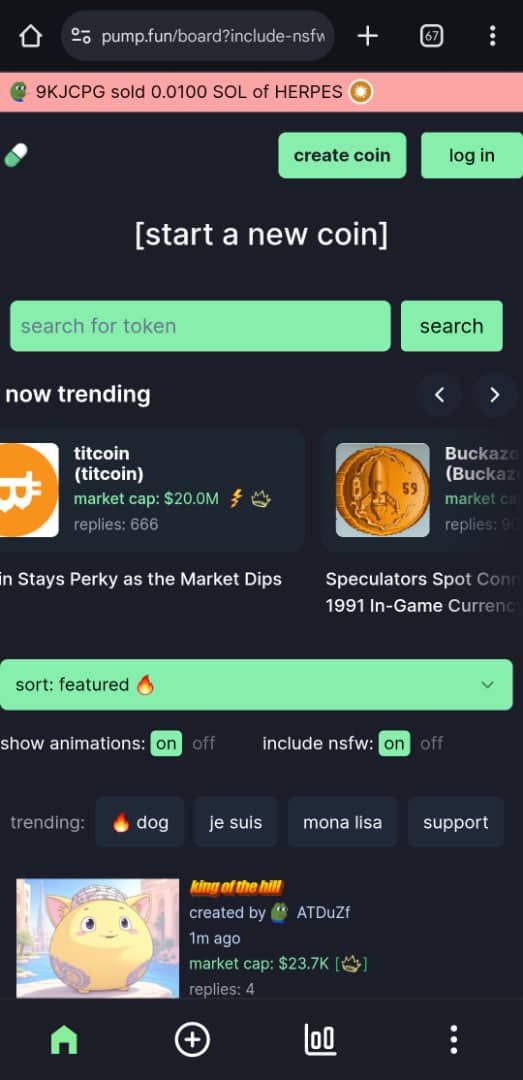 pump.fun/board?include-nsfw
67
9KJCPG sold 0.0100 SOL of HERPES
create coin
log in
[start a new coin]
search for token
search
now trending
titcoin
(titcoin)
market cap: $20.0M
replies: 666
in Stays Perky as the Market Dips
Buckazo
(Buckaz
market ca
replies: 90
59
Speculators Spot Conn
1991 In-Game Currenc
sort: featured
show animations: on off
include nsfw: on off
trending:
dog
je suis
mona lisa
support
king of the hill
created by ATDuZf
1m ago
market cap: $23.7K []
replies: 4